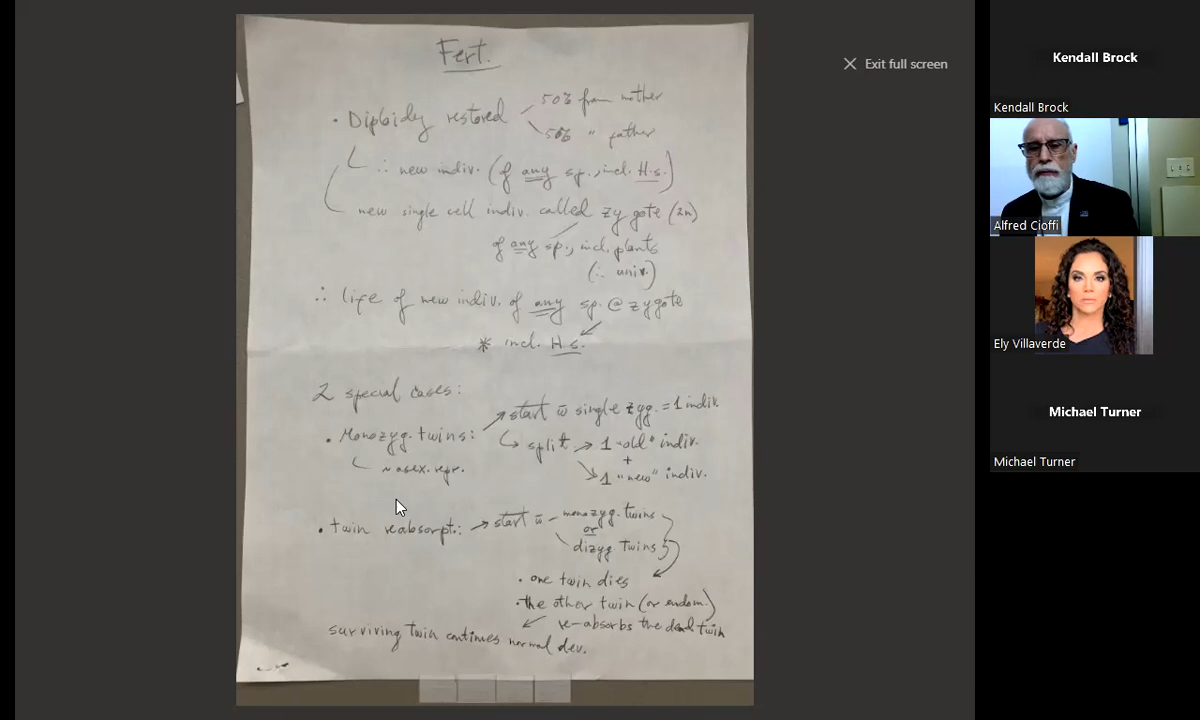 Fert.
Exit full screen
• Diploidy restored
50% from mother
50% " father
∴ new indiv. (of any sp., incl. H.s.)
new single cell indiv. called zygote (2n)
of any sp., incl. plants
(∴ univ.)
∴ life of new indiv. of any sp. @ zygote
* incl. H.s.
2 special cases:
• Monozyg. twins: → start w̄ single zyg. = 1 indiv.
↳ split → 1 "old" indiv.
+
1 "new" indiv.
~ asex. repr.
• twin reabsorpt.: → start w̄
monozyg. twins
or
dizyg twins
• one twin dies
• the other twin (or endom.)
re-absorbs the dead twin
surviving twin continues normal dev.
Kendall Brock
Kendall Brock
Alfred Cioffi
Ely Villaverde
Michael Turner
Michael Turner